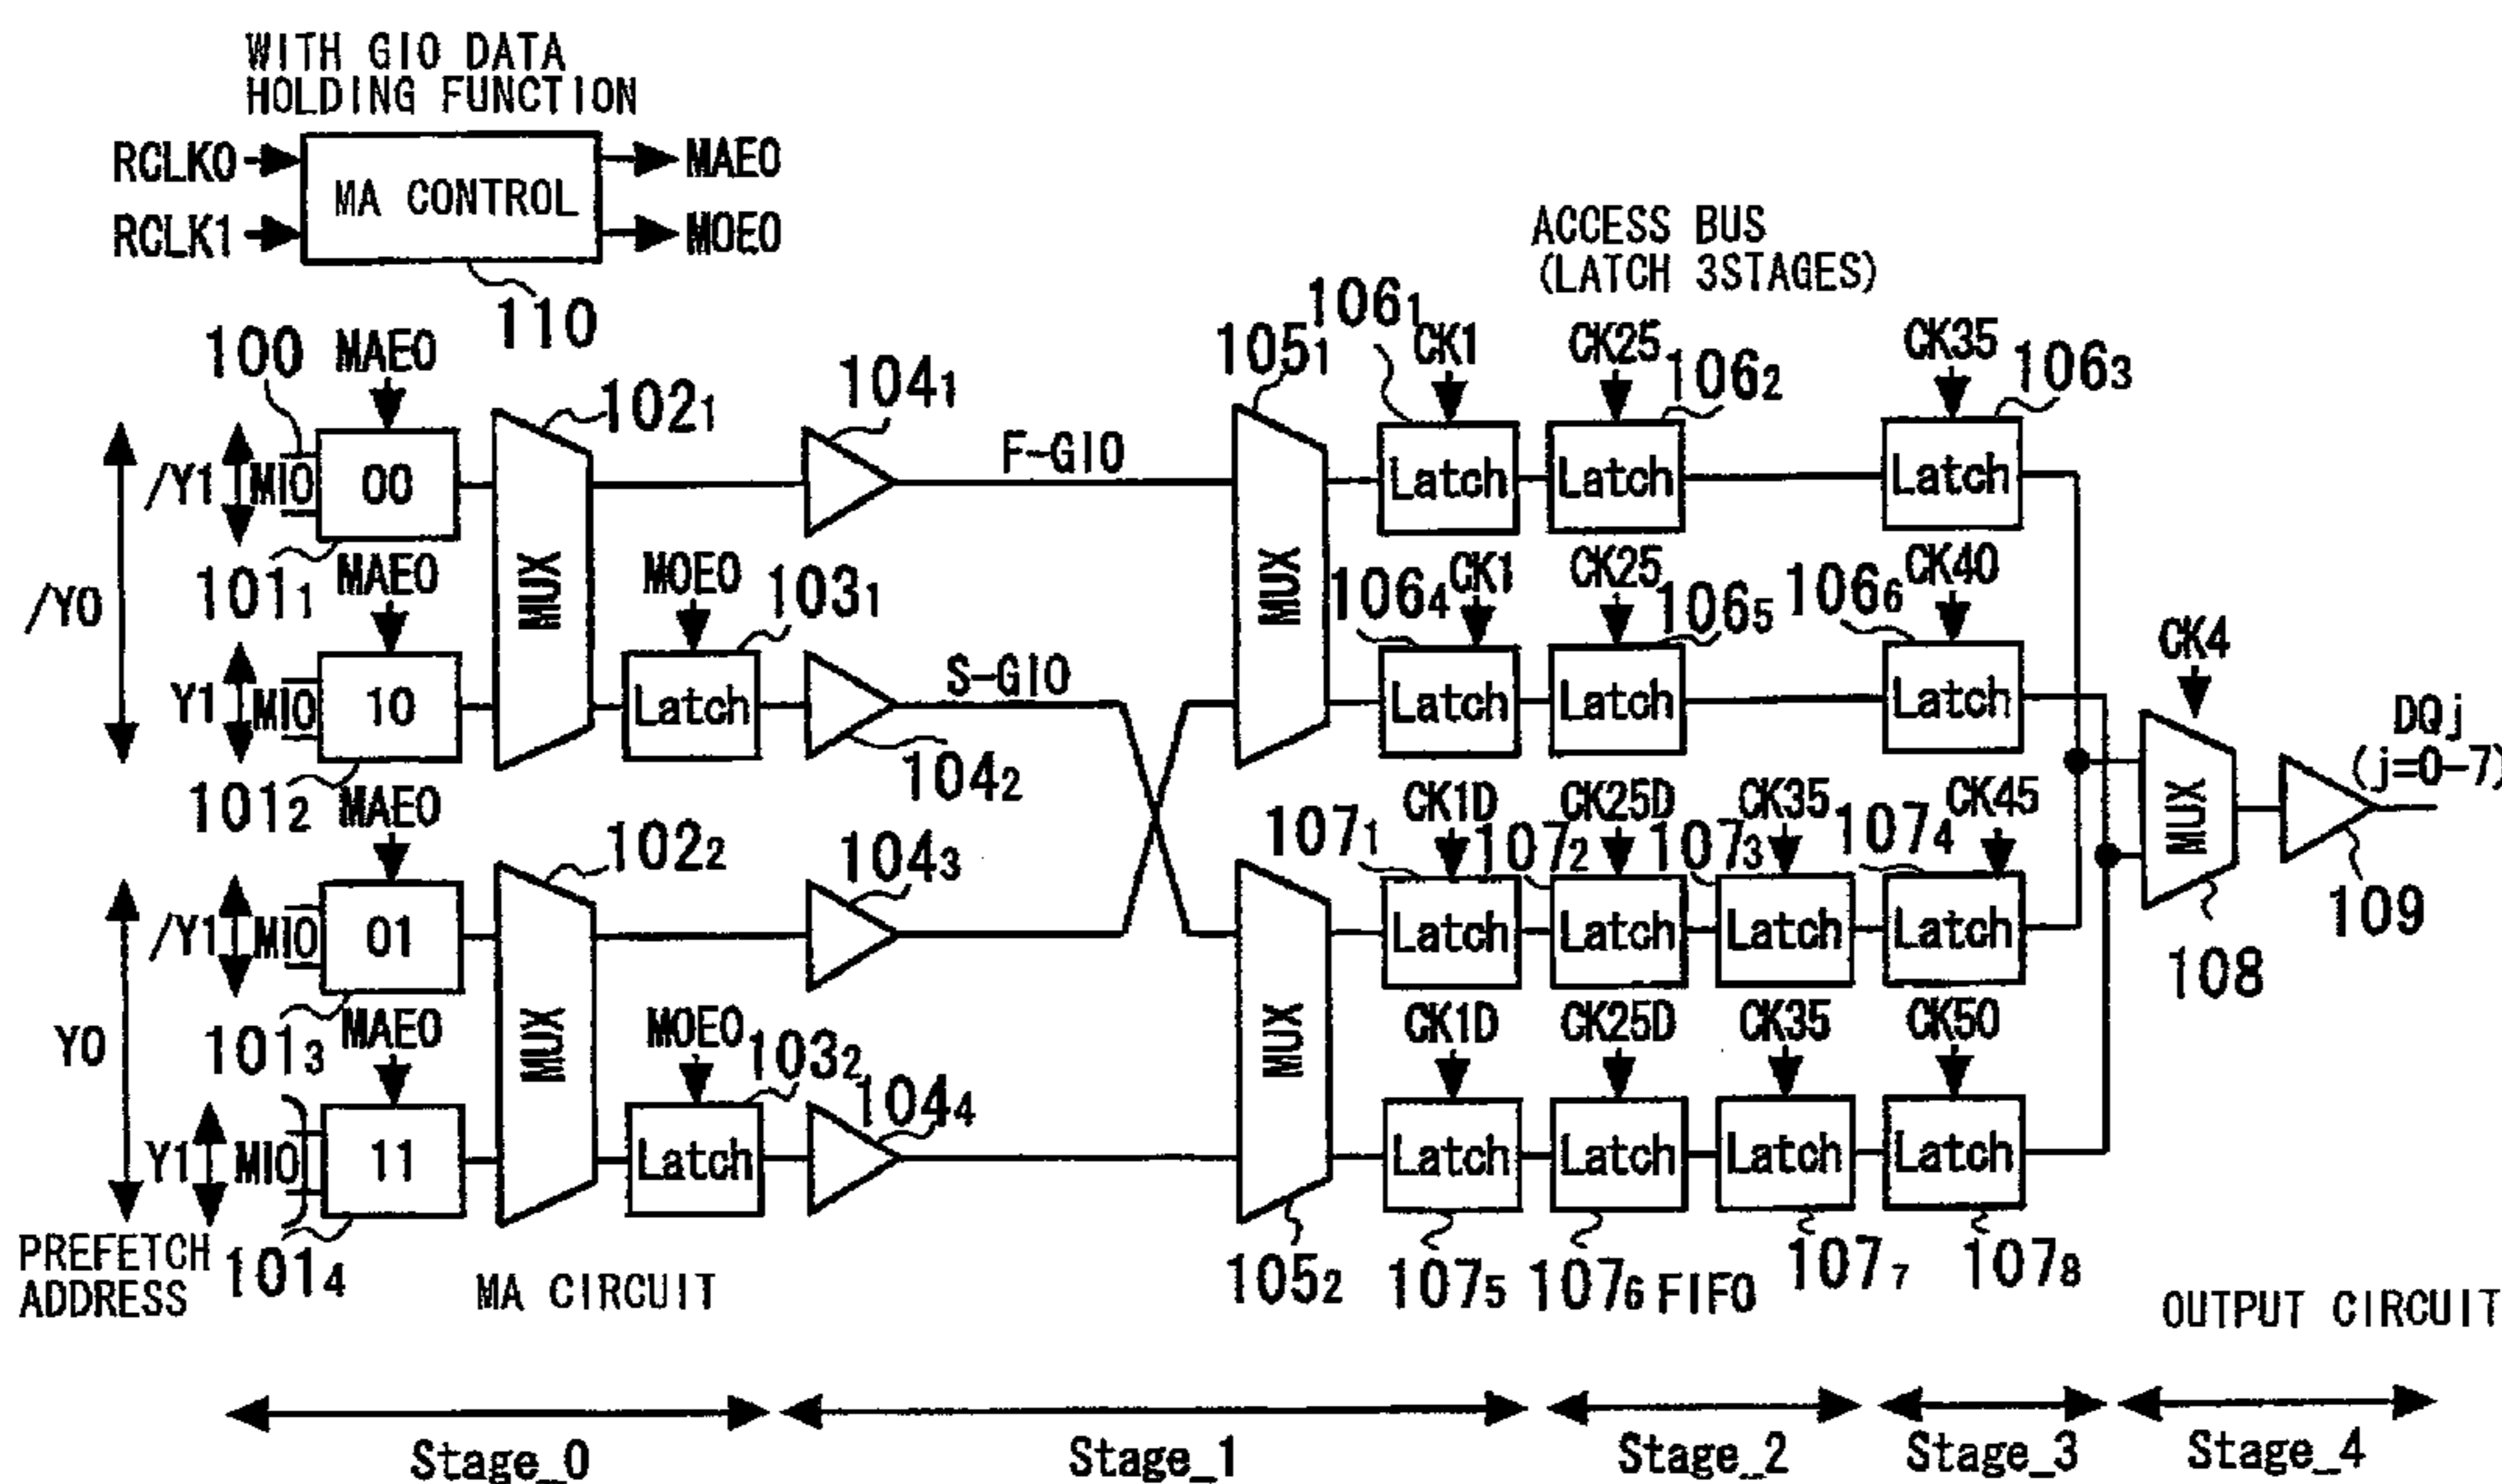 WITH GIO DATA
HOLDING FUNCTION
RCLK0
MA CONTROL
MAE0
RCLK1
MOE0
110
ACCESS BUS
(LATCH 3STAGES)
100
MAE0
102₁
104₁
105₁
106₁
CK1
CK25
106₂
CK35
106₃
/Y1
MIO
00
F-GIO
Latch
Latch
Latch
101₁
MAE0
MUX
MOE0
103₁
MUX
106₄
CK1
CK25
106₅
106₆
CK40
/Y0
Y1
MIO
10
Latch
S-GIO
Latch
Latch
Latch
CK4
DQj
(j=0-7)
101₂
MAE0
102₂
104₂
104₃
107₁
CK1D
107₂
CK25D
107₃
CK35
107₄
CK45
MUX
109
/Y1
MIO
01
Latch
Latch
Latch
Latch
108
Y0
101₃
MAE0
MUX
MOE0
103₂
104₄
MUX
CK1D
CK25D
CK35
CK50
Y1
MIO
11
Latch
Latch
Latch
Latch
Latch
PREFETCH
ADDRESS
101₄
MA CIRCUIT
105₂
107₅
107₆
FIFO
107₇
107₈
OUTPUT CIRCUIT
Stage_0
Stage_1
Stage_2
Stage_3
Stage_4